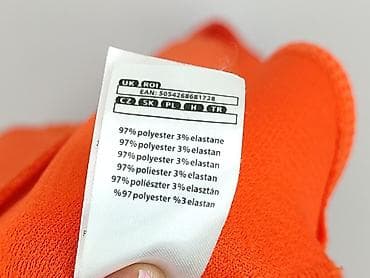 UK ROI
EAN: 5054268681728
CZ SK PL H TR
97% polyester 3% elastane
97% polyester 3% elastan
97% polyester 3% elastan
97% poliester 3% elastan
97% poliészter 3% elasztán
%97 polyester %3 elastan